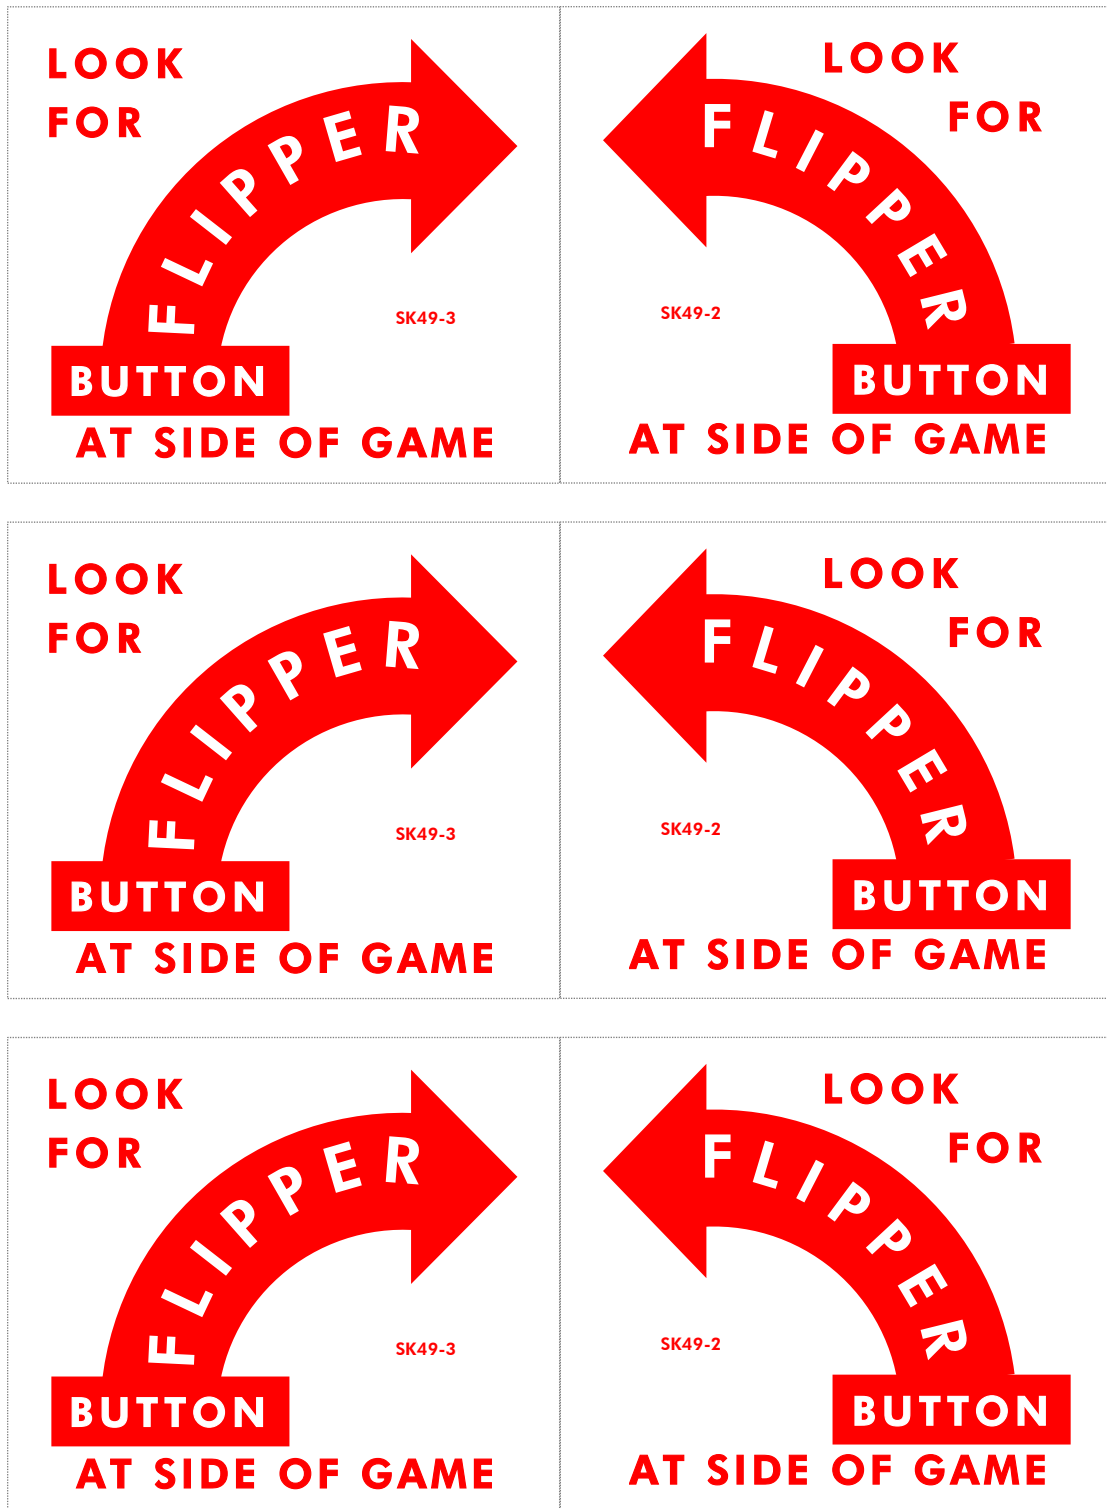 LOOK
FOR
FLIPPER
SK49-3
BUTTON
AT SIDE OF GAME
LOOK
FOR
FLIPPER
SK49-2
BUTTON
AT SIDE OF GAME
LOOK
FOR
FLIPPER
SK49-3
BUTTON
AT SIDE OF GAME
LOOK
FOR
FLIPPER
SK49-2
BUTTON
AT SIDE OF GAME
LOOK
FOR
FLIPPER
SK49-3
BUTTON
AT SIDE OF GAME
LOOK
FOR
FLIPPER
SK49-2
BUTTON
AT SIDE OF GAME